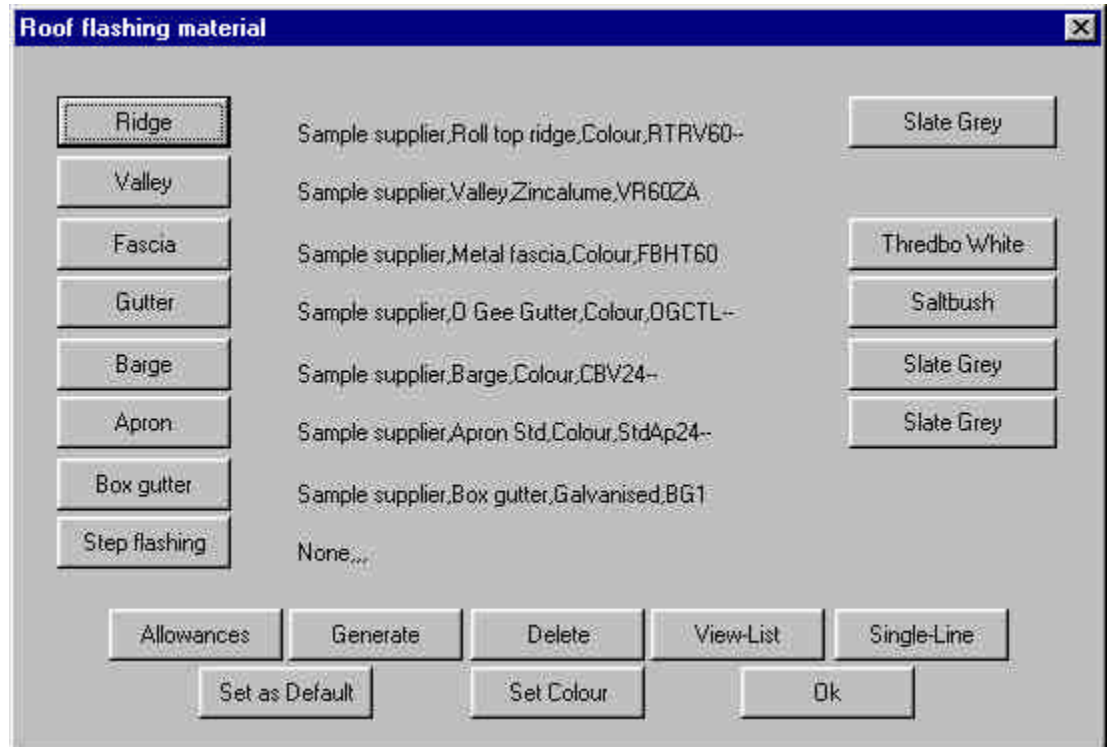 Roof flashing material
Ridge Sample supplier,Roll top ridge,Colour,RTRV60-- Slate Grey
Valley Sample supplier,Valley,Zincalume,VR60ZA
Fascia Sample supplier,Metal fascia,Colour,FBHT60 Thredbo White
Gutter Sample supplier,O Gee Gutter,Colour,OGCTL-- Saltbush
Barge Sample supplier,Barge,Colour,CBV24-- Slate Grey
Apron Sample supplier,Apron Std,Colour,StdAp24-- Slate Grey
Box gutter Sample supplier,Box gutter,Galvanised,BG1
Step flashing None,,,
Allowances Generate Delete View-List Single-Line
Set as Default Set Colour Ok